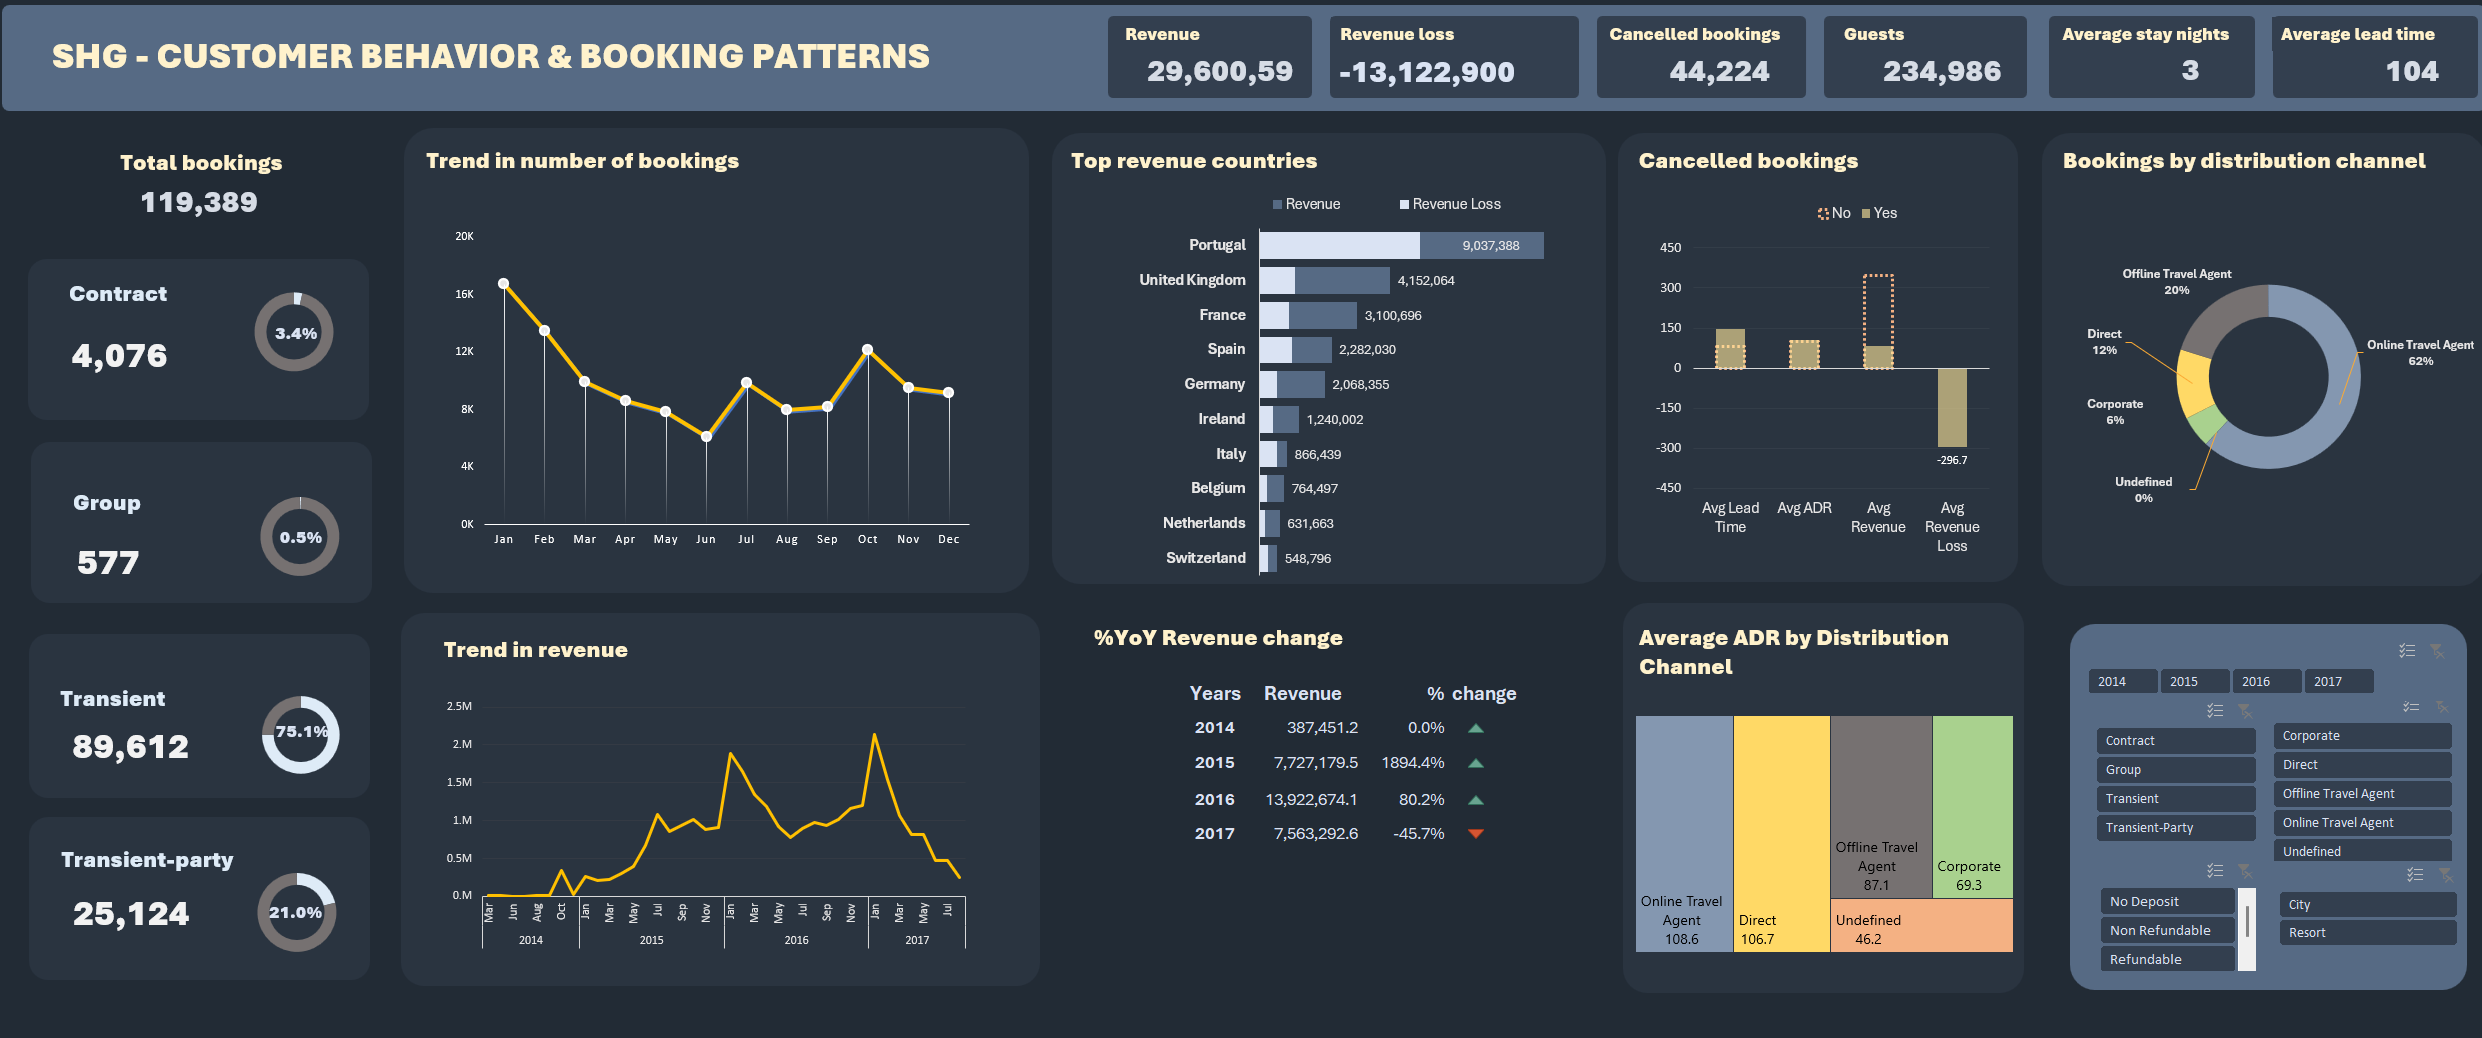 SHG - CUSTOMER BEHAVIOR & BOOKING PATTERNS
Revenue
29,600,59
Revenue loss
-13,122,900
Cancelled bookings
44,224
Guests
234,986
Average stay nights
3
Average lead time
104
Total bookings
119,389
Contract
4,076
3.4%
Group
577
0.5%
Transient
89,612
75.1%
Transient-party
25,124
21.0%
Trend in number of bookings
20K
16K
12K
8K
4K
0K
Jan Feb Mar Apr May Jun Jul Aug Sep Oct Nov Dec
Trend in revenue
2.5M
2.M
1.5M
1.M
0.5M
0.M
Mar Jun Aug Oct Jan Mar May Jul Sep Nov Jan Mar May Jul Sep Nov Jan Mar May Jul
2014 2015 2016 2017
Top revenue countries
Revenue Revenue Loss
Portugal 9,037,388
United Kingdom 4,152,064
France 3,100,696
Spain 2,282,030
Germany 2,068,355
Ireland 1,240,002
Italy 866,439
Belgium 764,497
Netherlands 631,663
Switzerland 548,796
%YoY Revenue change
Years Revenue % change
2014 387,451.2 0.0%
2015 7,727,179.5 1894.4%
2016 13,922,674.1 80.2%
2017 7,563,292.6 -45.7%
Cancelled bookings
No Yes
450
300
150
0
-150
-300
-450
-296.7
Avg Lead Time
Avg ADR
Avg Revenue
Avg Revenue Loss
Average ADR by Distribution
Channel
Online Travel
Agent
108.6
Direct
106.7
Offline Travel
Agent
87.1
Corporate
69.3
Undefined
46.2
Bookings by distribution channel
Offline Travel Agent
20%
Direct
12%
Online Travel Agent
62%
Corporate
6%
Undefined
0%
2014 2015 2016 2017
Contract
Group
Transient
Transient-Party
Corporate
Direct
Offline Travel Agent
Online Travel Agent
Undefined
No Deposit
Non Refundable
Refundable
City
Resort